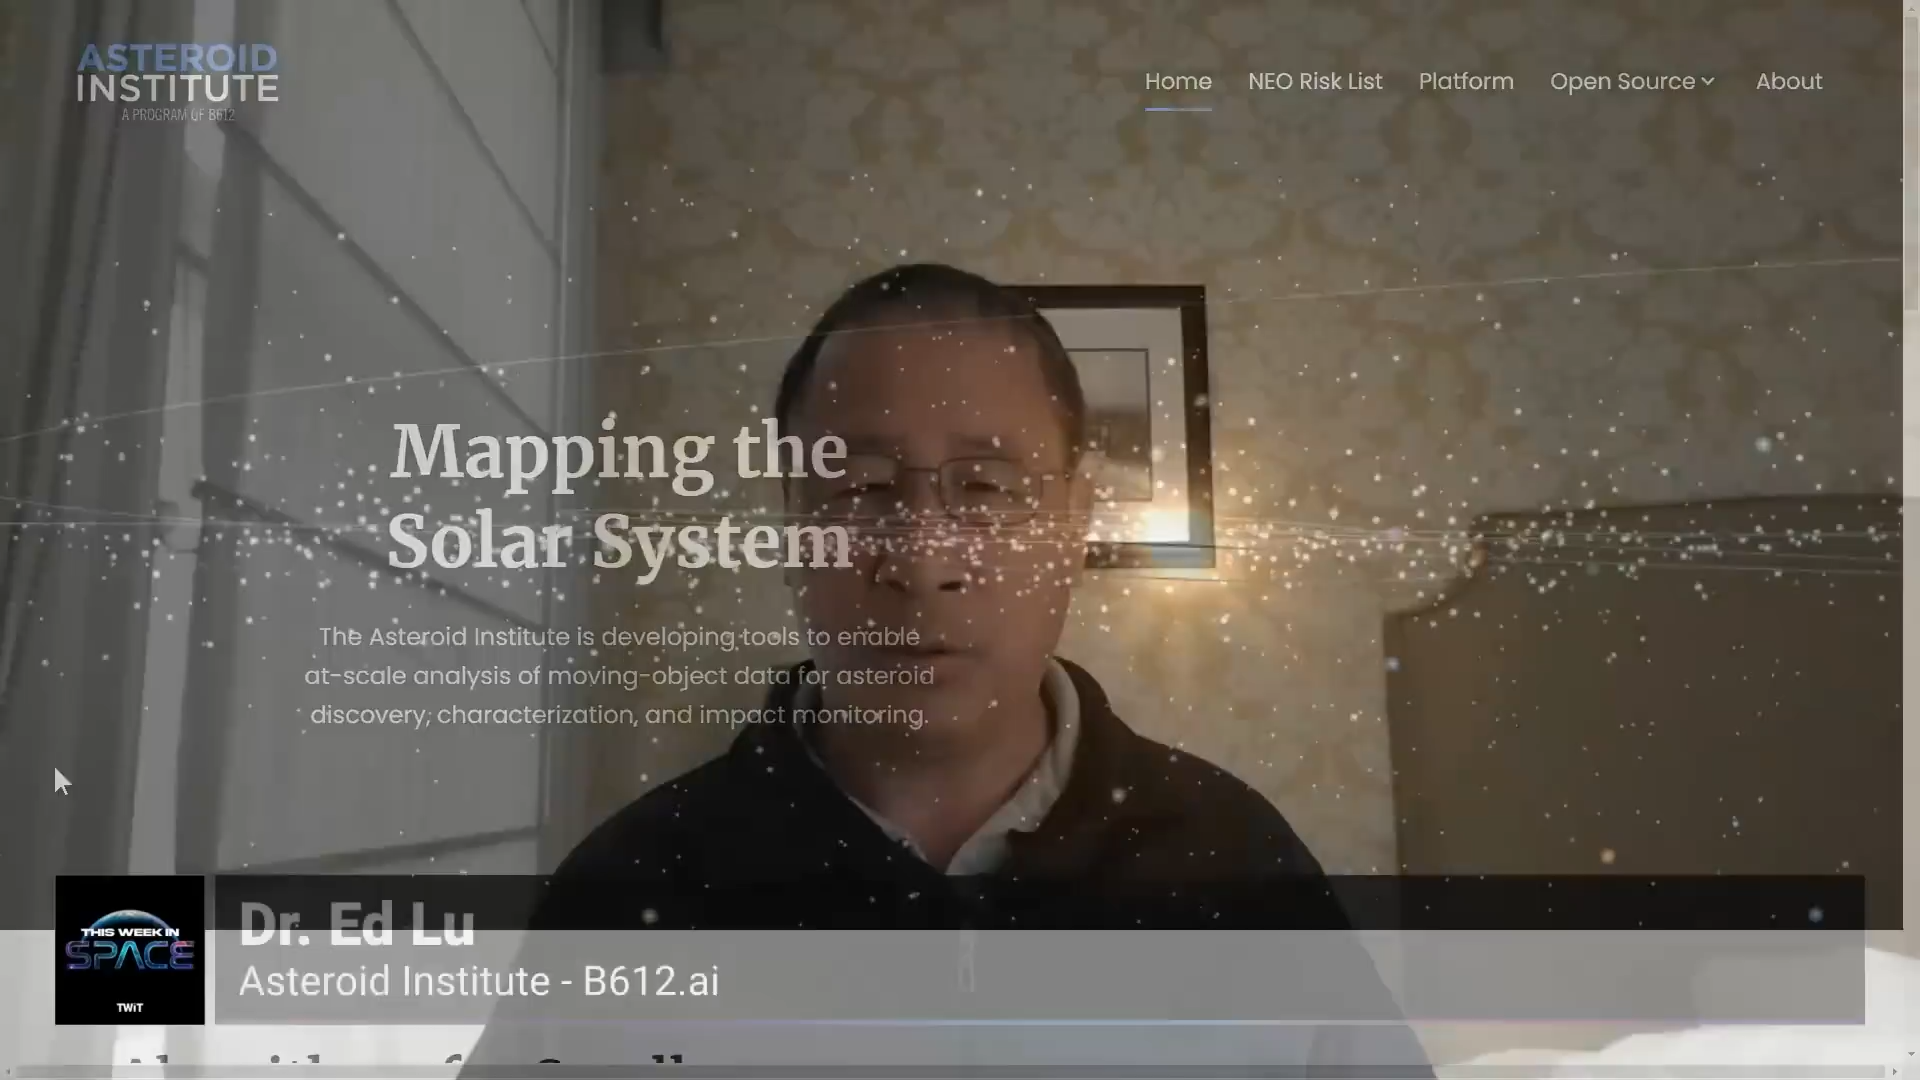 ASTEROID
INSTITUTE
A PROGRAM OF B612
Home NEO Risk List Platform Open Source About
Mapping the
Solar System
The Asteroid Institute is developing tools to enable
at-scale analysis of moving-object data for asteroid
discovery, characterization, and impact monitoring.
THIS WEEK IN
SPACE
TWiT
Dr. Ed Lu
Asteroid Institute - B612.ai